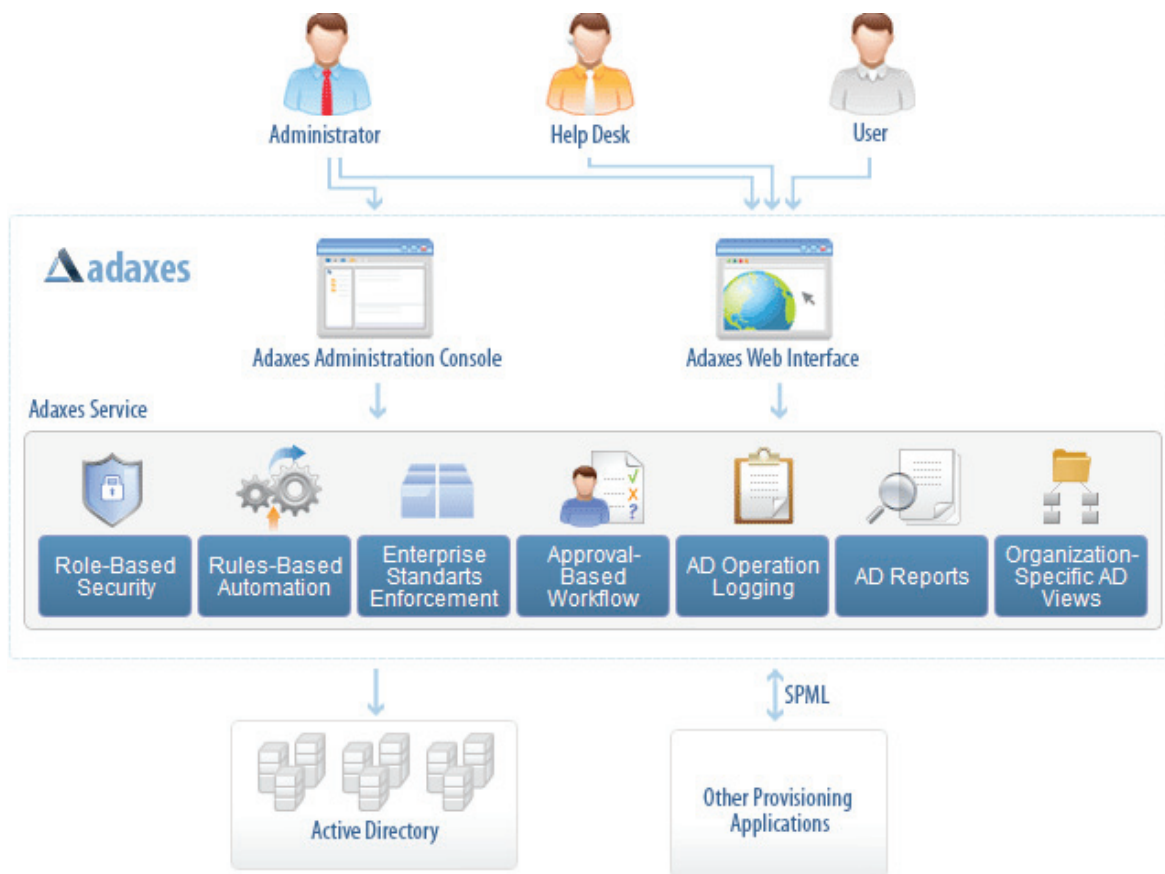 Administrator
Help Desk
User
adaxes
Adaxes Administration Console
Adaxes Web Interface
Adaxes Service
Role-Based
Security
Rules-Based
Automation
Enterprise
Standarts
Enforcement
Approval-
Based
Workflow
AD Operation
Logging
AD Reports
Organization-
Specific AD
Views
SPML
Active Directory
Other Provisioning
Applications